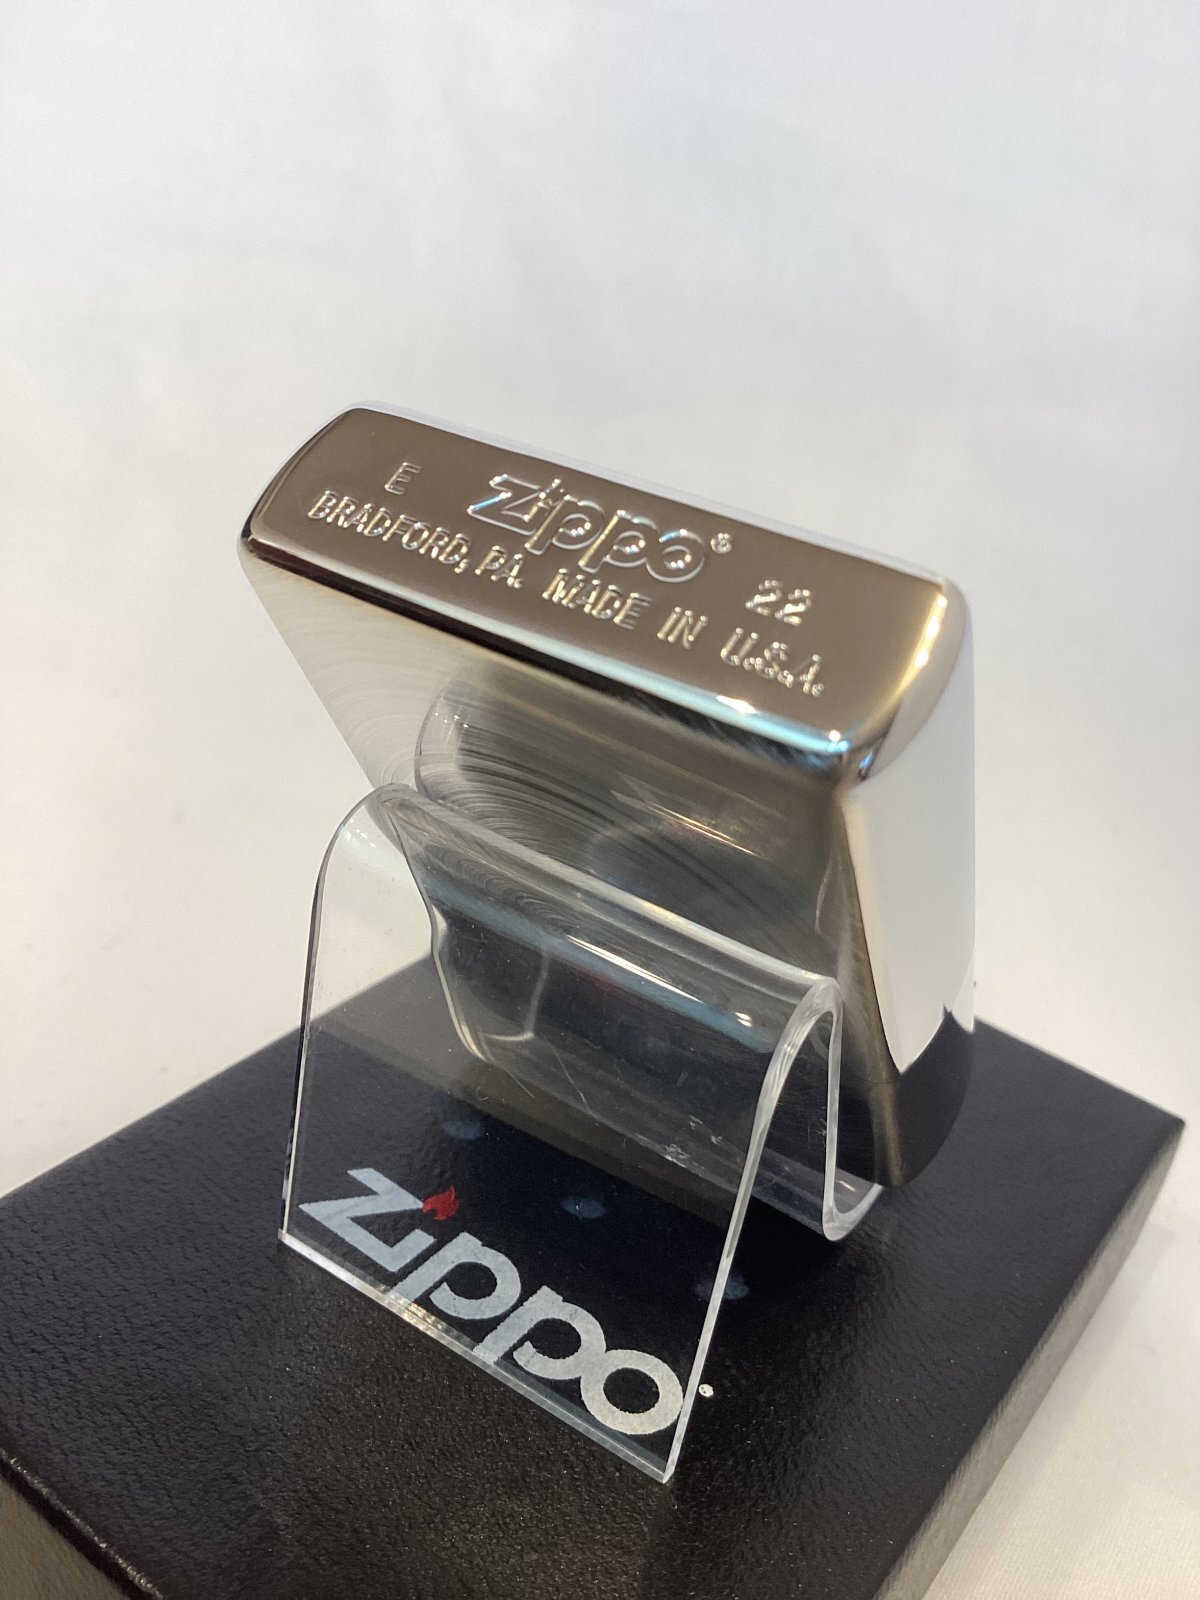 E zippo® 22
BRADFORD, PA. MADE IN U.S.A.
zippo